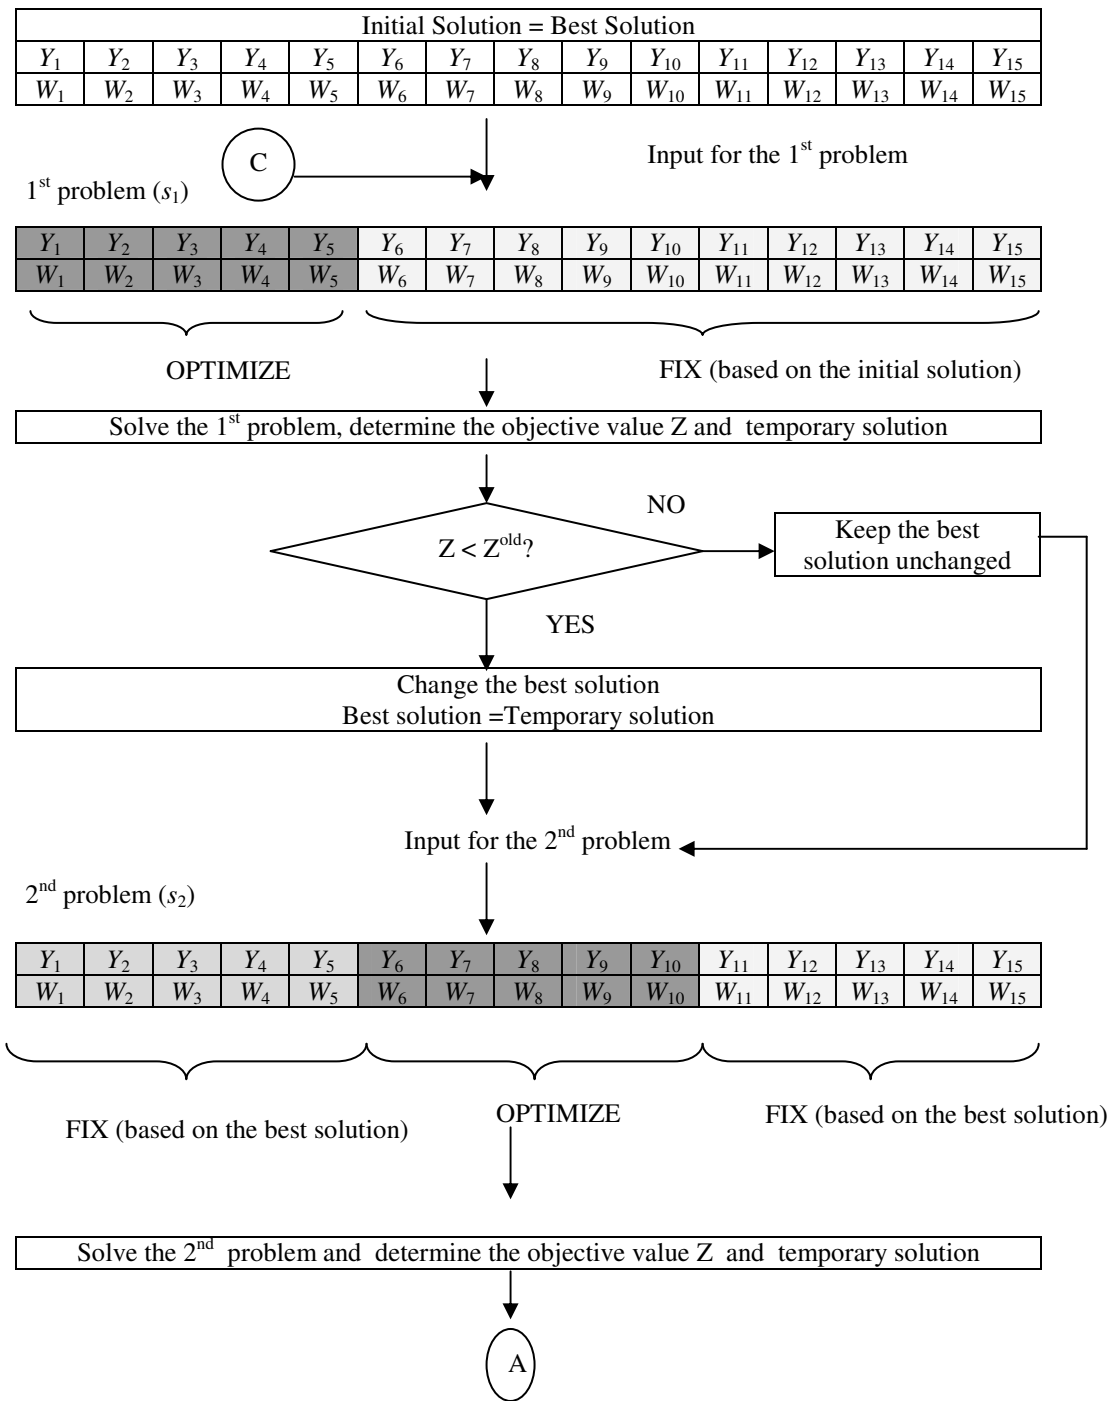 Initial Solution = Best Solution
Y1 Y2 Y3 Y4 Y5 Y6 Y7 Y8 Y9 Y10 Y11 Y12 Y13 Y14 Y15
W1 W2 W3 W4 W5 W6 W7 W8 W9 W10 W11 W12 W13 W14 W15
C
Input for the 1st problem
1st problem (s1)
Y1 Y2 Y3 Y4 Y5 Y6 Y7 Y8 Y9 Y10 Y11 Y12 Y13 Y14 Y15
W1 W2 W3 W4 W5 W6 W7 W8 W9 W10 W11 W12 W13 W14 W15
OPTIMIZE
FIX (based on the initial solution)
Solve the 1st problem, determine the objective value Z and temporary solution
NO
Z < Zold?
Keep the best
solution unchanged
YES
Change the best solution
Best solution =Temporary solution
Input for the 2nd problem
2nd problem (s2)
Y1 Y2 Y3 Y4 Y5 Y6 Y7 Y8 Y9 Y10 Y11 Y12 Y13 Y14 Y15
W1 W2 W3 W4 W5 W6 W7 W8 W9 W10 W11 W12 W13 W14 W15
FIX (based on the best solution)
OPTIMIZE
FIX (based on the best solution)
Solve the 2nd problem and determine the objective value Z and temporary solution
A